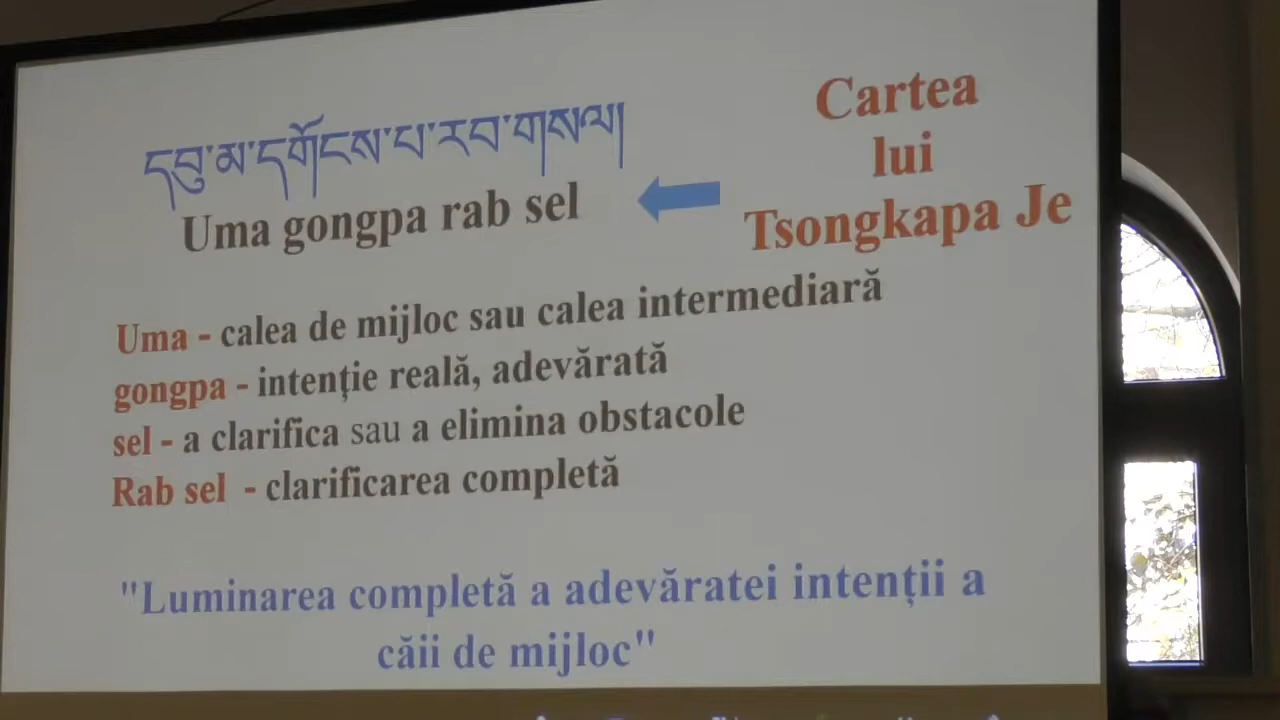 དབུ་མ་དགོངས་པ་རབ་གསལ།
Uma gongpa rab sel
Cartea
lui
Tsongkapa Je
Uma - calea de mijloc sau calea intermediară
gongpa - intenție reală, adevărată
sel - a clarifica sau a elimina obstacole
Rab sel - clarificarea completă
"Luminarea completă a adevăratei intenții a
căii de mijloc"